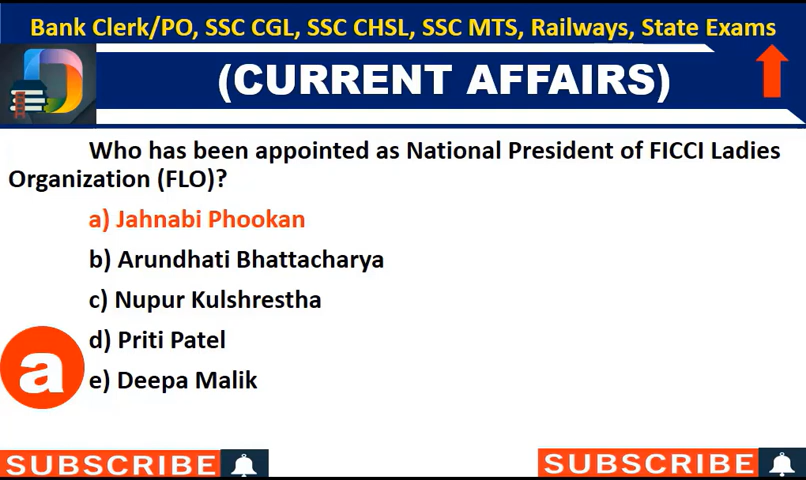 Bank Clerk/PO, SSC CGL, SSC CHSL, SSC MTS, Railways, State Exams
(CURRENT AFFAIRS)
Who has been appointed as National President of FICCI Ladies
Organization (FLO)?
a) Jahnabi Phookan
b) Arundhati Bhattacharya
c) Nupur Kulshrestha
d) Priti Patel
e) Deepa Malik
a
SUBSCRIBE
SUBSCRIBE